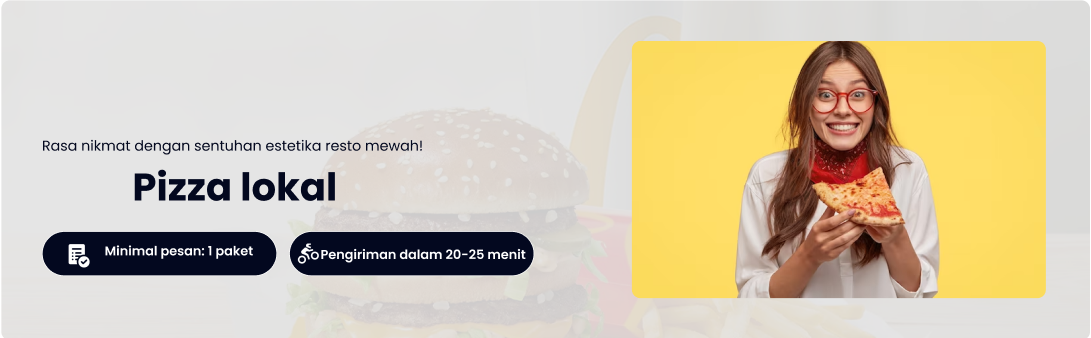 Rasa nikmat dengan sentuhan estetika resto mewah!
Pizza lokal
Minimal pesan: 1 paket
Pengiriman dalam 20-25 menit